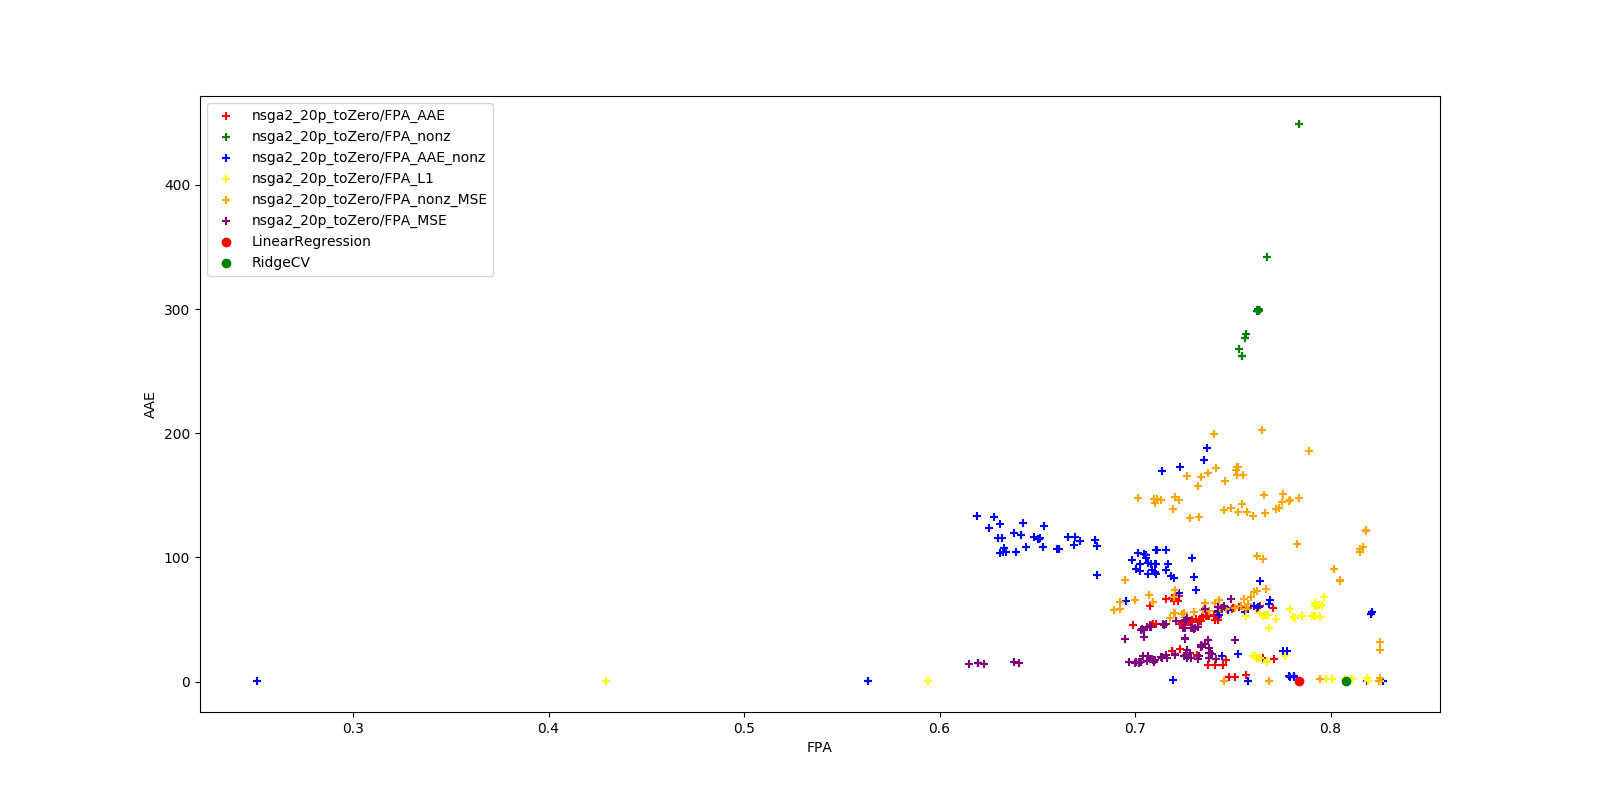 nsga2_20p_toZero/FPA_AAE
nsga2_20p_toZero/FPA_nonz
nsga2_20p_toZero/FPA_AAE_nonz
nsga2_20p_toZero/FPA_L1
nsga2_20p_toZero/FPA_nonz_MSE
nsga2_20p_toZero/FPA_MSE
LinearRegression
RidgeCV
400
300
200
100
0
AAE
0.3 0.4 0.5 0.6 0.7 0.8
FPA